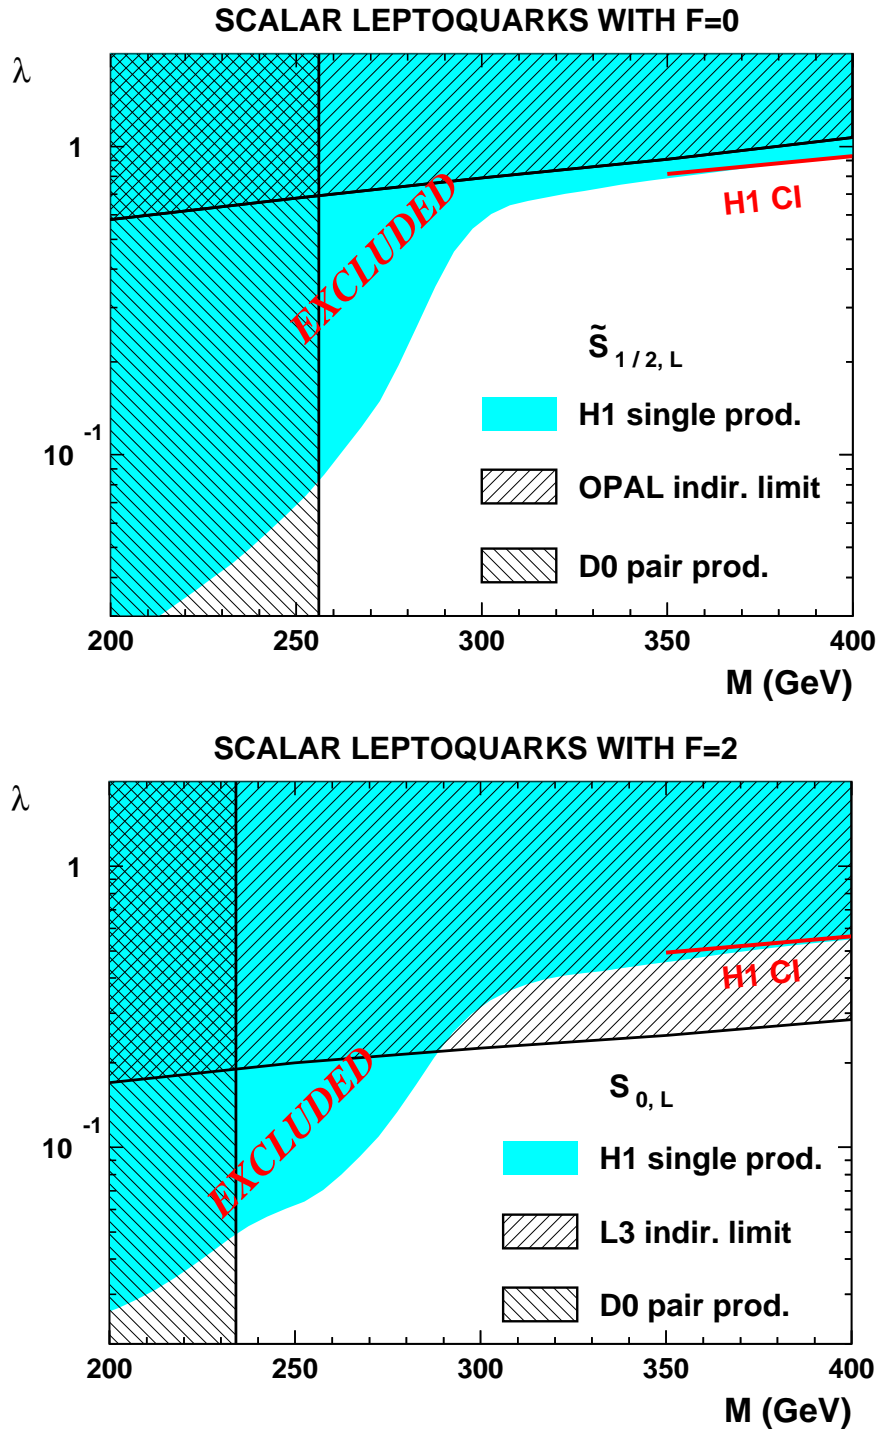 SCALAR LEPTOQUARKS WITH F=0
λ
1
10 -1
EXCLUDED
H1 CI
S̃ 1 / 2, L
H1 single prod.
OPAL indir. limit
D0 pair prod.
200 250 300 350 400
M (GeV)
SCALAR LEPTOQUARKS WITH F=2
λ
1
10 -1
EXCLUDED
H1 CI
S 0, L
H1 single prod.
L3 indir. limit
D0 pair prod.
200 250 300 350 400
M (GeV)